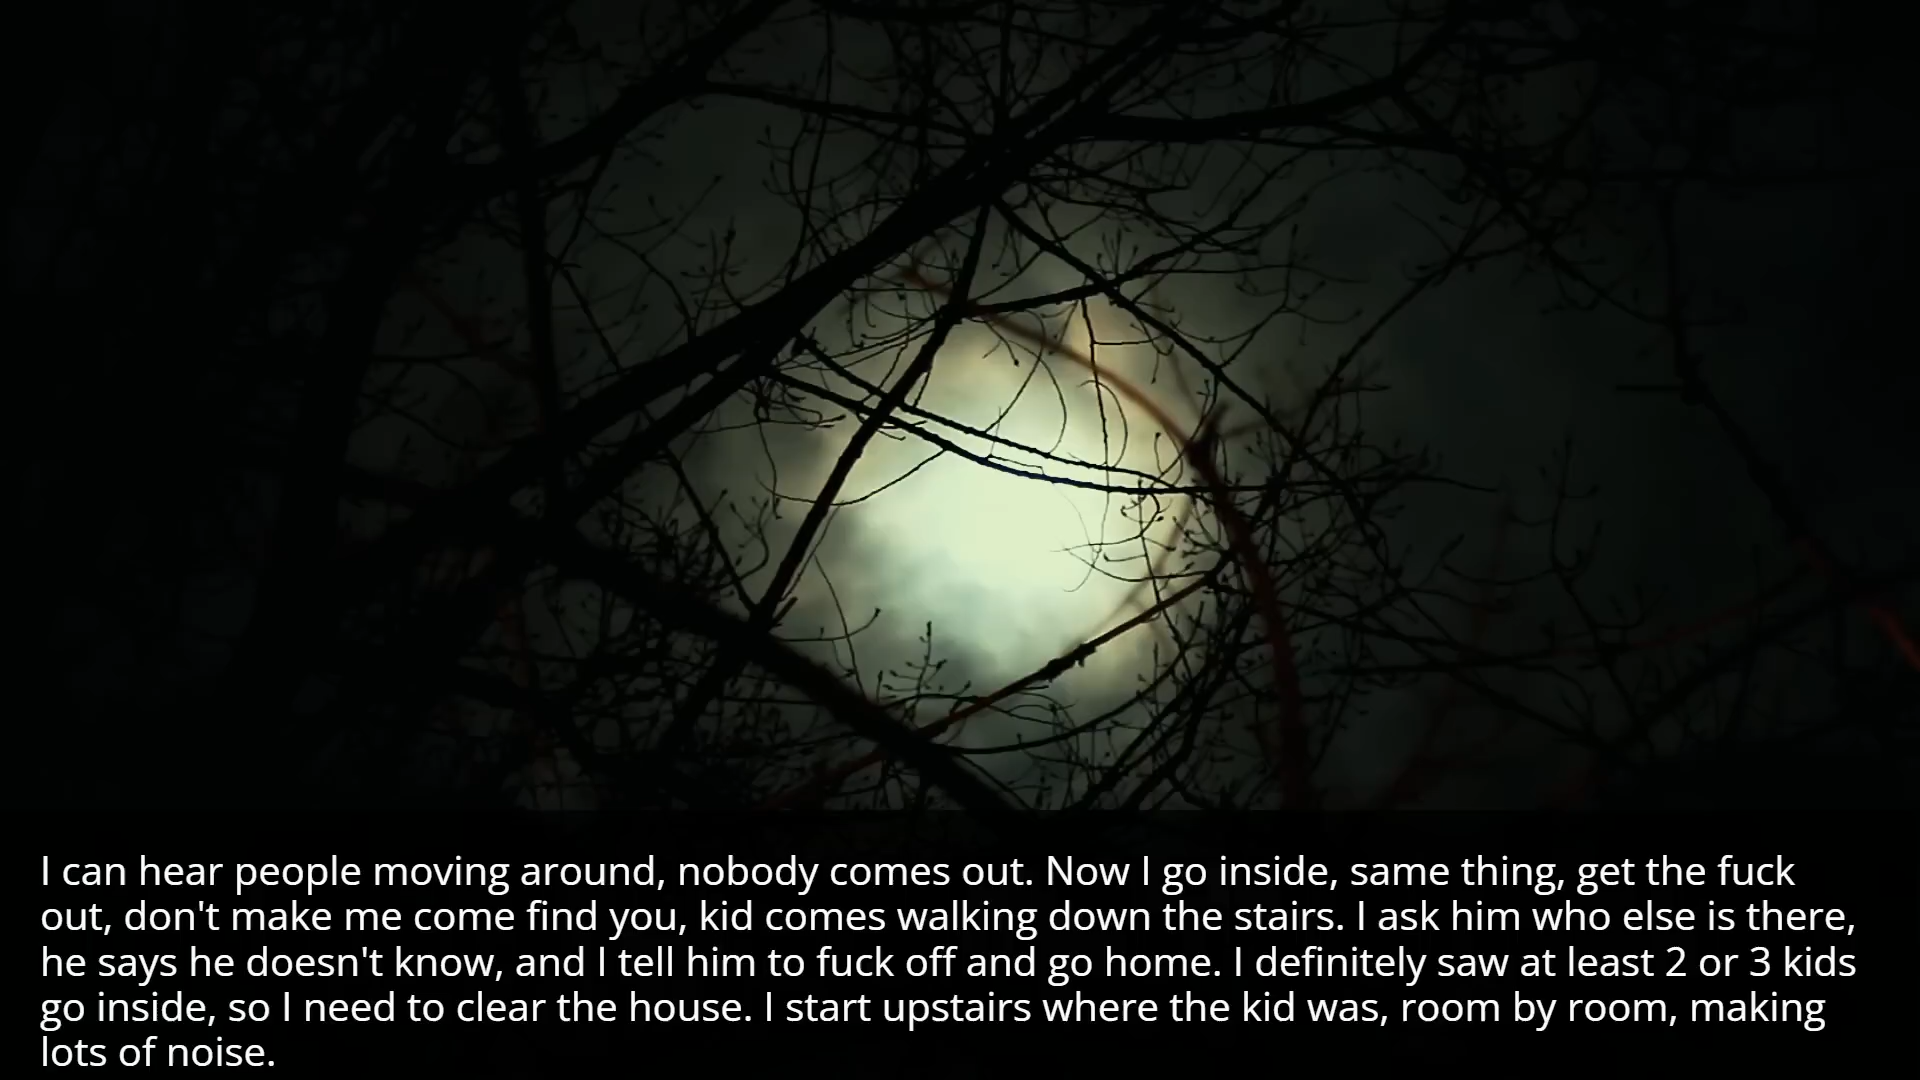 I can hear people moving around, nobody comes out. Now I go inside, same thing, get the fuck
out, don't make me come find you, kid comes walking down the stairs. I ask him who else is there,
he says he doesn't know, and I tell him to fuck off and go home. I definitely saw at least 2 or 3 kids
go inside, so I need to clear the house. I start upstairs where the kid was, room by room, making
lots of noise.